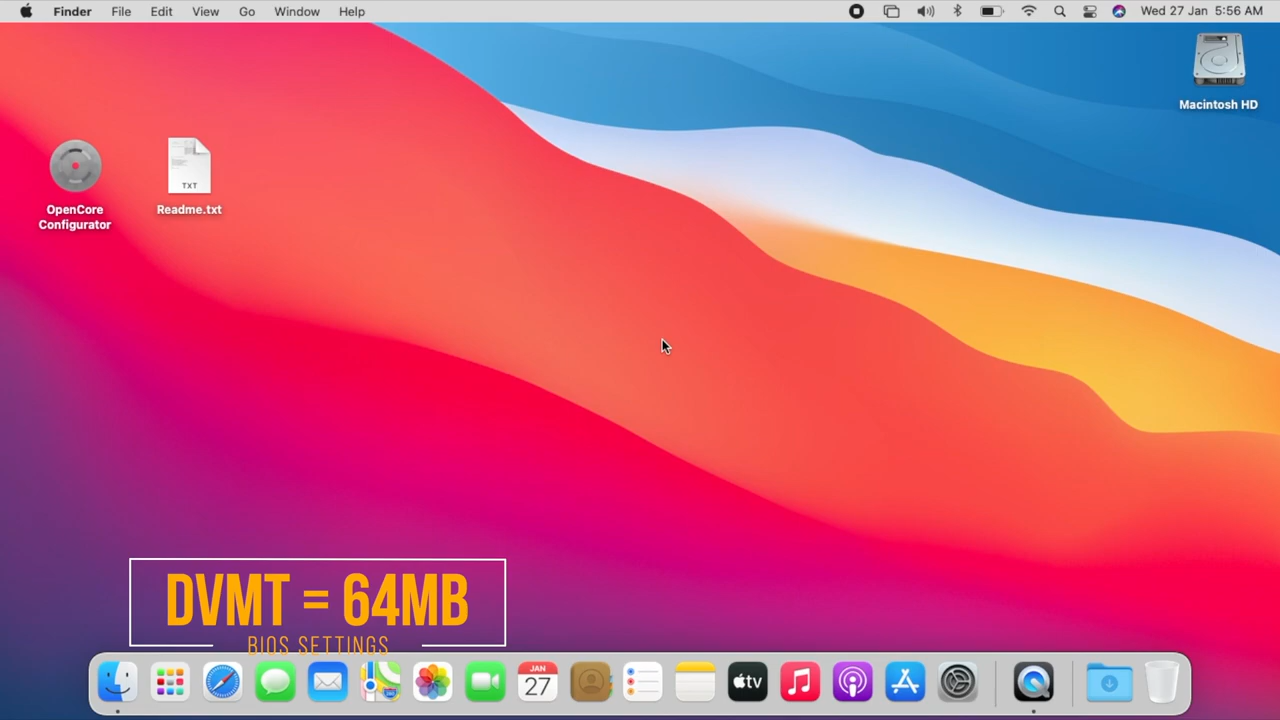 Finder File Edit View Go Window Help Wed 27 Jan 5:56 AM
Macintosh HD
OpenCore
Configurator
TXT
Readme.txt
DVMT = 64MB
BIOS SETTINGS
JAN
27
tv